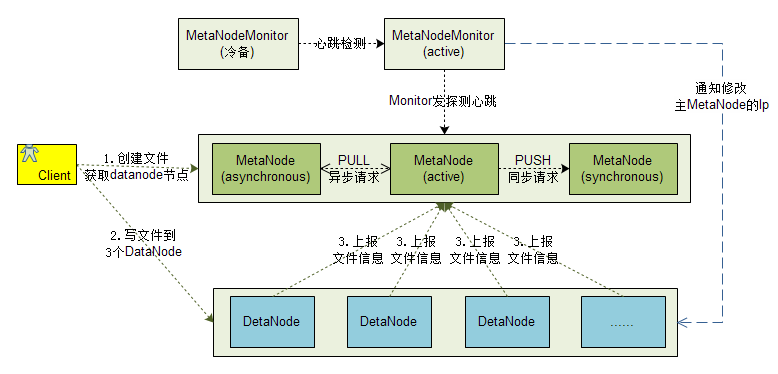 MetaNodeMonitor
(冷备)
心跳检测
MetaNodeMonitor
(active)
通知修改
主MetaNode的Ip
Monitor发探测心跳
Client
1. 创建文件
获取datanode节点
MetaNode
(asynchronous)
PULL
异步请求
MetaNode
(active)
PUSH
同步请求
MetaNode
(synchronous)
2. 写文件到
3个DataNode
3. 上报
文件信息
3. 上报
文件信息
3. 上报
文件信息
3. 上报
文件信息
DetaNode
DetaNode
DetaNode
......